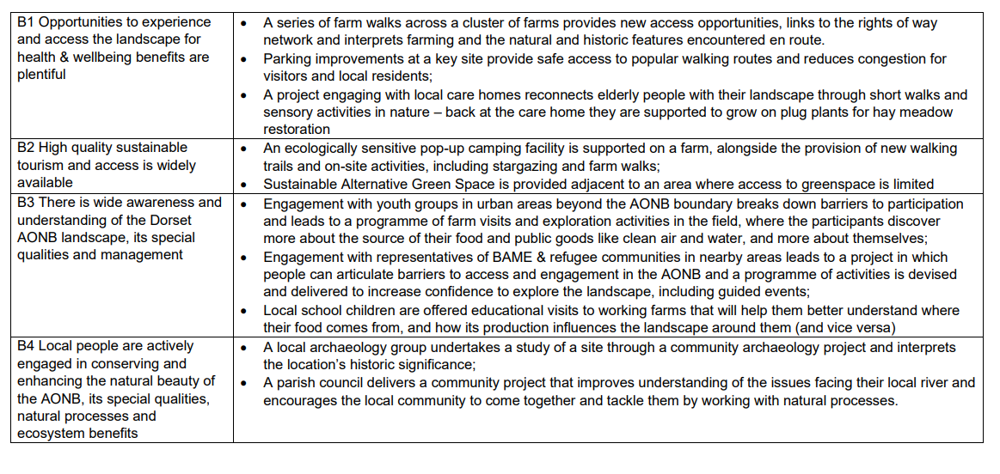 B1 Opportunities to experience
and access the landscape for
health & wellbeing benefits are
plentiful
• A series of farm walks across a cluster of farms provides new access opportunities, links to the rights of way
network and interprets farming and the natural and historic features encountered en route.
• Parking improvements at a key site provide safe access to popular walking routes and reduces congestion for
visitors and local residents;
• A project engaging with local care homes reconnects elderly people with their landscape through short walks and
sensory activities in nature – back at the care home they are supported to grow on plug plants for hay meadow
restoration
B2 High quality sustainable
tourism and access is widely
available
• An ecologically sensitive pop-up camping facility is supported on a farm, alongside the provision of new walking
trails and on-site activities, including stargazing and farm walks;
• Sustainable Alternative Green Space is provided adjacent to an area where access to greenspace is limited
B3 There is wide awareness and
understanding of the Dorset
AONB landscape, its special
qualities and management
• Engagement with youth groups in urban areas beyond the AONB boundary breaks down barriers to participation
and leads to a programme of farm visits and exploration activities in the field, where the participants discover
more about the source of their food and public goods like clean air and water, and more about themselves;
• Engagement with representatives of BAME & refugee communities in nearby areas leads to a project in which
people can articulate barriers to access and engagement in the AONB and a programme of activities is devised
and delivered to increase confidence to explore the landscape, including guided events;
• Local school children are offered educational visits to working farms that will help them better understand where
their food comes from, and how its production influences the landscape around them (and vice versa)
B4 Local people are actively
engaged in conserving and
enhancing the natural beauty of
the AONB, its special qualities,
natural processes and
ecosystem benefits
• A local archaeology group undertakes a study of a site through a community archaeology project and interprets
the location's historic significance;
• A parish council delivers a community project that improves understanding of the issues facing their local river and
encourages the local community to come together and tackle them by working with natural processes.